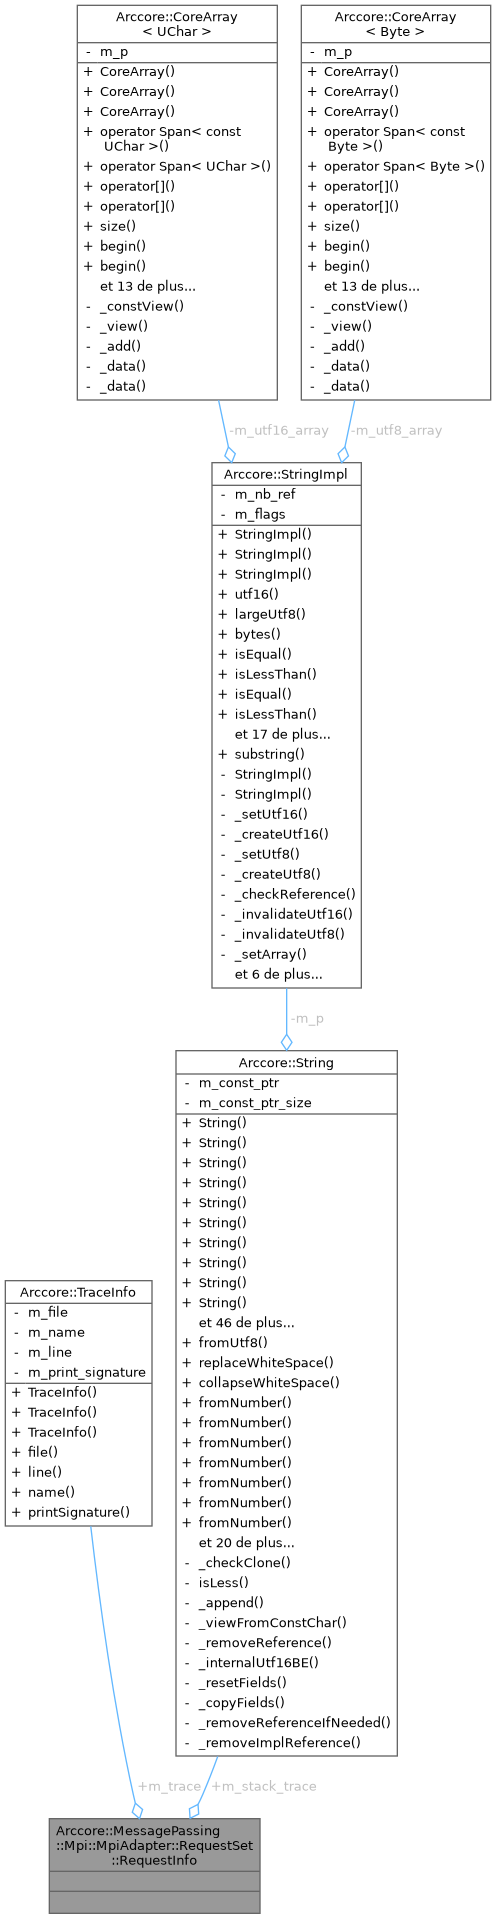 Arccore::CoreArray
< UChar >
- m_p
+ CoreArray()
+ CoreArray()
+ CoreArray()
+ operator Span< const
UChar >()
+ operator Span< UChar >()
+ operator[]()
+ operator[]()
+ size()
+ begin()
+ begin()
et 13 de plus...
- _constView()
- _view()
- _add()
- _data()
- _data()
Arccore::CoreArray
< Byte >
- m_p
+ CoreArray()
+ CoreArray()
+ CoreArray()
+ operator Span< const
Byte >()
+ operator Span< Byte >()
+ operator[]()
+ operator[]()
+ size()
+ begin()
+ begin()
et 13 de plus...
- _constView()
- _view()
- _add()
- _data()
- _data()
-m_utf16_array
-m_utf8_array
Arccore::StringImpl
- m_nb_ref
- m_flags
+ StringImpl()
+ StringImpl()
+ StringImpl()
+ utf16()
+ largeUtf8()
+ bytes()
+ isEqual()
+ isLessThan()
+ isEqual()
+ isLessThan()
et 17 de plus...
+ substring()
- StringImpl()
- StringImpl()
- _setUtf16()
- _createUtf16()
- _setUtf8()
- _createUtf8()
- _checkReference()
- _invalidateUtf16()
- _invalidateUtf8()
- _setArray()
et 6 de plus...
-m_p
Arccore::String
- m_const_ptr
- m_const_ptr_size
+ String()
+ String()
+ String()
+ String()
+ String()
+ String()
+ String()
+ String()
+ String()
+ String()
et 46 de plus...
+ fromUtf8()
+ replaceWhiteSpace()
+ collapseWhiteSpace()
+ fromNumber()
+ fromNumber()
+ fromNumber()
+ fromNumber()
+ fromNumber()
+ fromNumber()
+ fromNumber()
et 20 de plus...
- _checkClone()
- isLess()
- _append()
- _viewFromConstChar()
- _removeReference()
- _internalUtf16BE()
- _resetFields()
- _copyFields()
- _removeReferenceIfNeeded()
- _removeImplReference()
Arccore::TraceInfo
- m_file
- m_name
- m_line
- m_print_signature
+ TraceInfo()
+ TraceInfo()
+ TraceInfo()
+ file()
+ line()
+ name()
+ printSignature()
+m_trace
+m_stack_trace
Arccore::MessagePassing
::Mpi::MpiAdapter::RequestSet
::RequestInfo